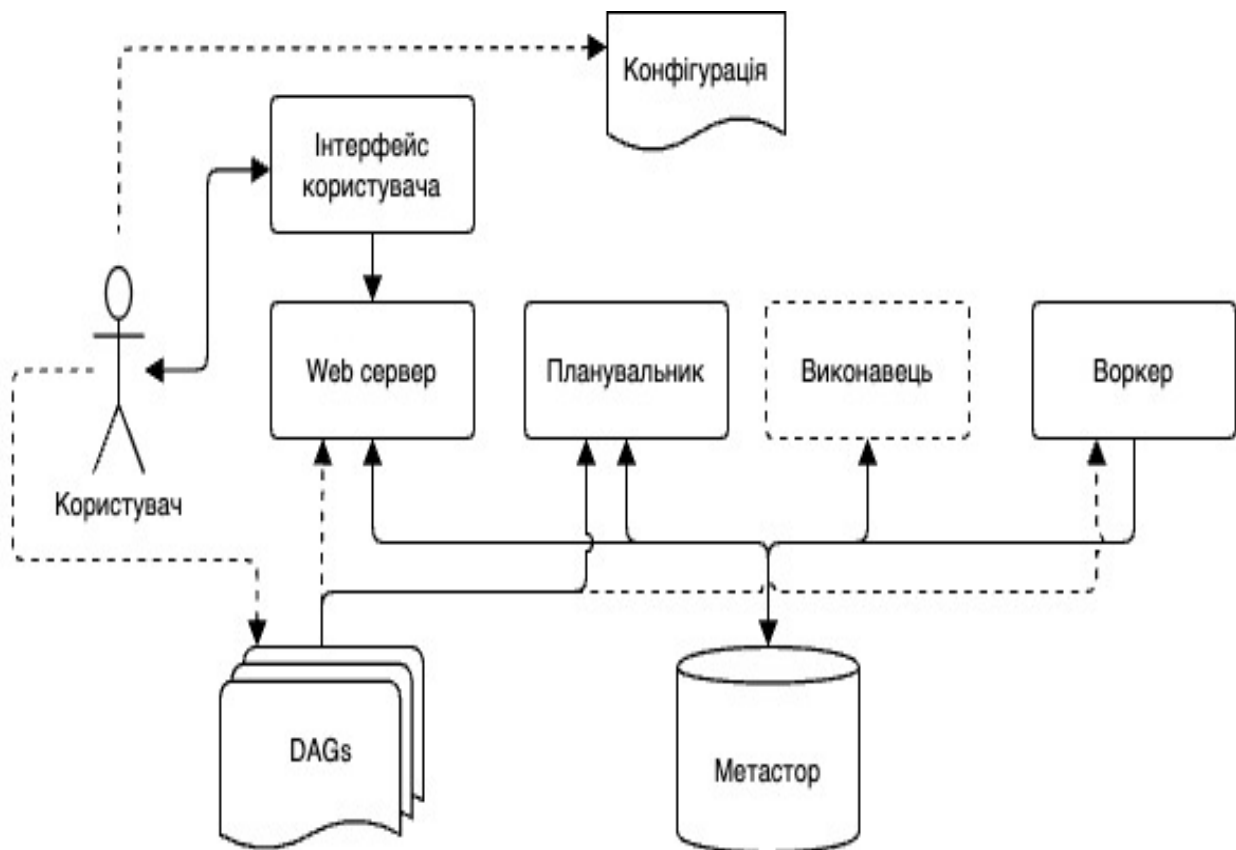 Конфігурація
Інтерфейс
користувача
Web сервер
Планувальник
Виконавець
Воркер
Користувач
DAGs
Метастор